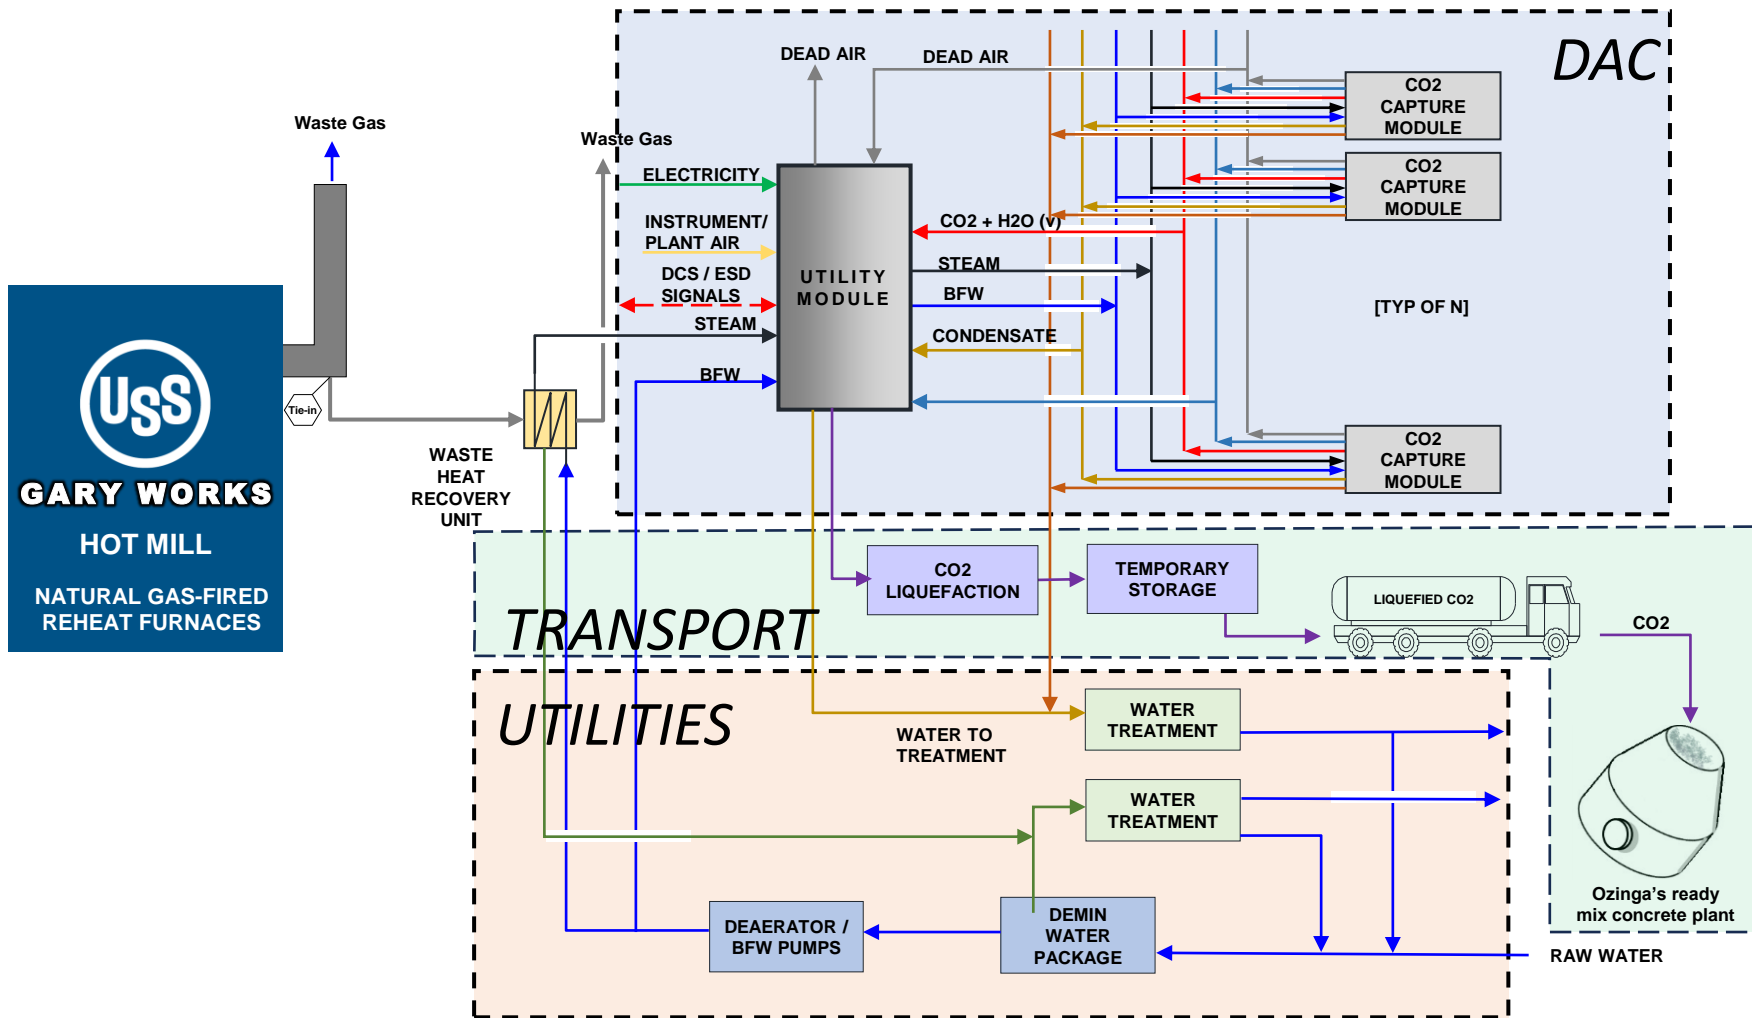 DAC
DEAD AIR
DEAD AIR
CO2
CAPTURE
MODULE
Waste Gas
Waste Gas
CO2
CAPTURE
MODULE
ELECTRICITY
INSTRUMENT/
PLANT AIR
CO2 + H2O (v)
DCS / ESD
SIGNALS
UTILITY
MODULE
STEAM
BFW
[TYP OF N]
STEAM
CONDENSATE
BFW
USS
Tie-in
GARY WORKS
HOT MILL
NATURAL GAS-FIRED
REHEAT FURNACES
WASTE
HEAT
RECOVERY
UNIT
CO2
CAPTURE
MODULE
TRANSPORT
CO2
LIQUEFACTION
TEMPORARY
STORAGE
LIQUEFIED CO2
CO2
UTILITIES
WATER TO
TREATMENT
WATER
TREATMENT
WATER
TREATMENT
DEAERATOR /
BFW PUMPS
DEMIN
WATER
PACKAGE
Ozinga's ready
mix concrete plant
RAW WATER